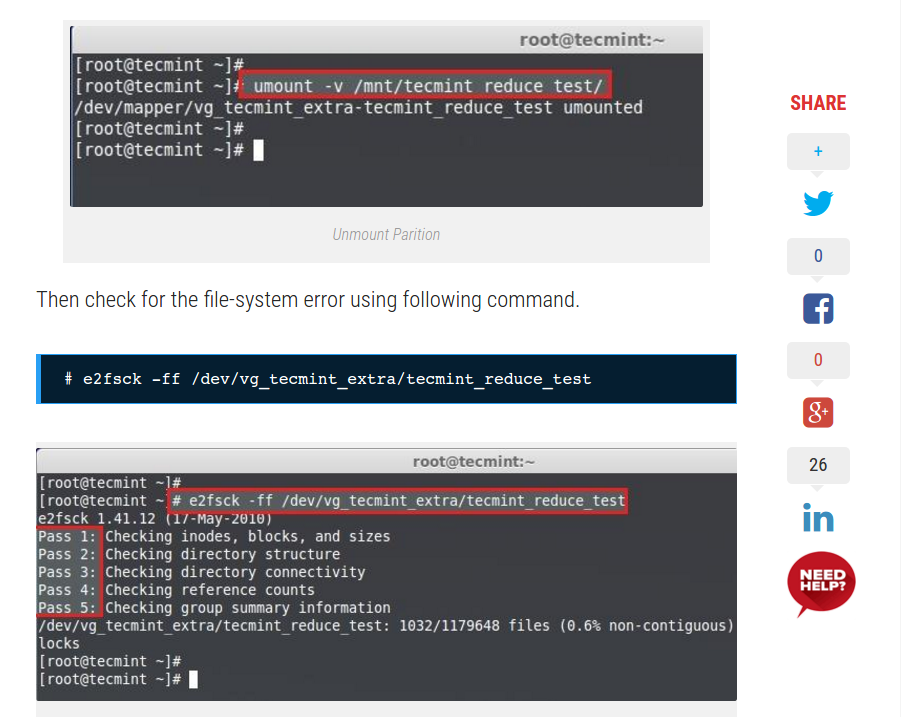 root@tecmint:~
[root@tecmint ~]#
[root@tecmint ~]# umount -v /mnt/tecmint_reduce_test/
/dev/mapper/vg_tecmint_extra-tecmint_reduce_test umounted
[root@tecmint ~]#
[root@tecmint ~]#
Unmount Parition
Then check for the file-system error using following command.
# e2fsck -ff /dev/vg_tecmint_extra/tecmint_reduce_test
root@tecmint:~
[root@tecmint ~]#
[root@tecmint ~ # e2fsck -ff /dev/vg_tecmint_extra/tecmint_reduce_test
e2fsck 1.41.12 (17-May-2010)
Pass 1: Checking inodes, blocks, and sizes
Pass 2: Checking directory structure
Pass 3: Checking directory connectivity
Pass 4: Checking reference counts
Pass 5: Checking group summary information
/dev/vg_tecmint_extra/tecmint_reduce_test: 1032/1179648 files (0.6% non-contiguous)
locks
[root@tecmint ~]#
[root@tecmint ~]#
SHARE
+
0
f
0
g+
26
in
NEED
HELP?